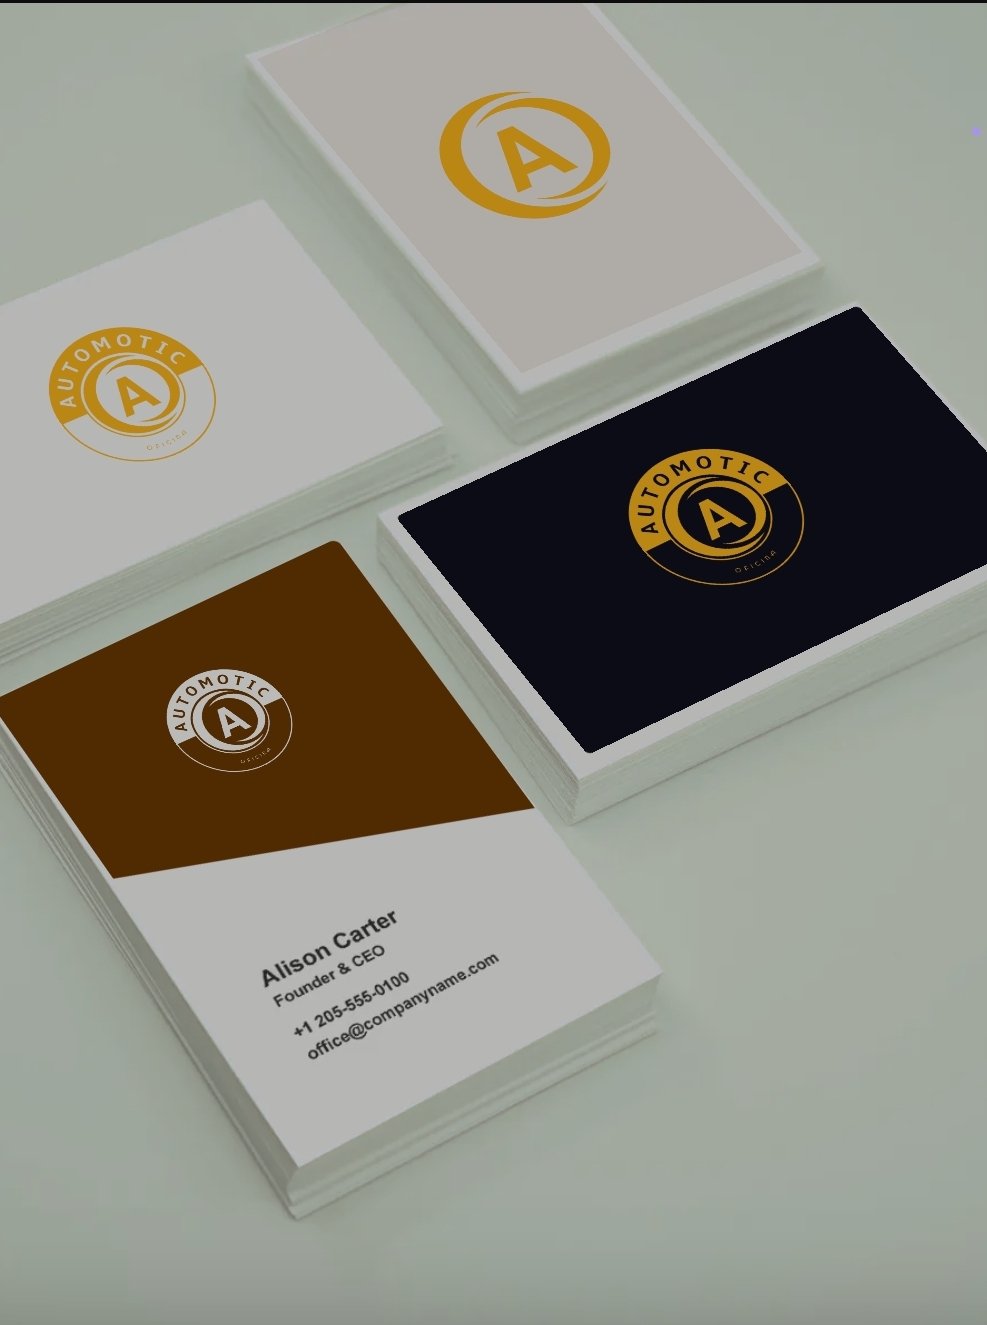 A
AUTOMOTIC
A
OFICINA
AUTOMOTIC
A
OFICINA
AUTOMOTIC
A
OFICINA
Alison Carter
Founder & CEO
+1 205-555-0100
office@companyname.com